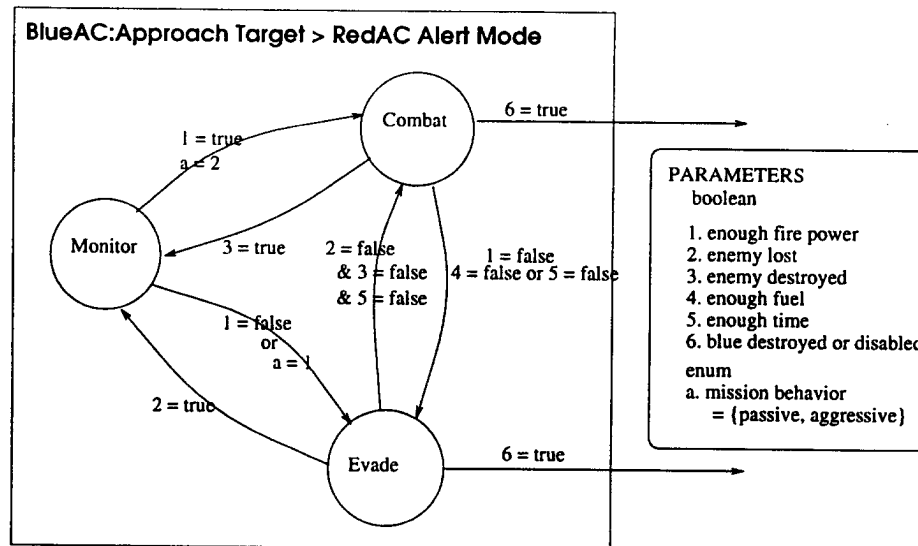 BlueAC:Approach Target > RedAC Alert Mode
Combat
6 = true
1 = true
a = 2
Monitor
3 = true
2 = false
& 3 = false
& 5 = false
1 = false
4 = false or 5 = false
1 = false
or
a = 1
2 = true
Evade
6 = true
PARAMETERS
boolean
1. enough fire power
2. enemy lost
3. enemy destroyed
4. enough fuel
5. enough time
6. blue destroyed or disabled
enum
a. mission behavior
= {passive, aggressive}